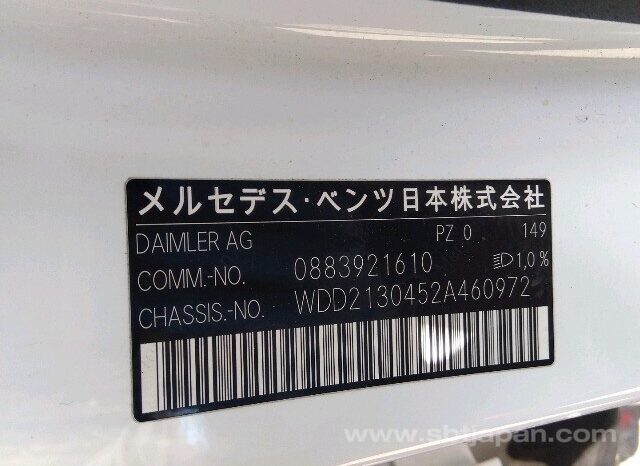 メルセデス・ベンツ日本株式会社
DAIMLER AG PZ 0 149
COMM.-NO. 0883921610 1,0%
CHASSIS.-NO. WDD2130452A460972
www.sbtjapan.com